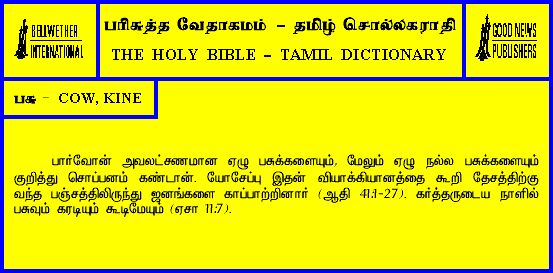 BELLWETHER
INTERNATIONAL
பரிசுத்த வேதாகமம் - தமிழ் சொல்லகராதி
THE HOLY BIBLE - TAMIL DICTIONARY
GOOD NEWS
PUBLISHERS
பசு - COW, KINE
பார்வோன் அவலட்சணமான ஏழு பசுக்களையும், மேலும் ஏழு நல்ல பசுக்களையும்
குறித்து சொப்பனம் கண்டான். யோசேப்பு இதன் வியாக்கியானத்தை கூறி தேசத்திற்கு
வந்த பஞ்சத்திலிருந்து ஜனங்களை காப்பாற்றினார் (ஆதி 41:1-27). கர்த்தருடைய நாளில்
பசுவும் கரடியும் கூடிமேயும் (ஏசா 11:7).